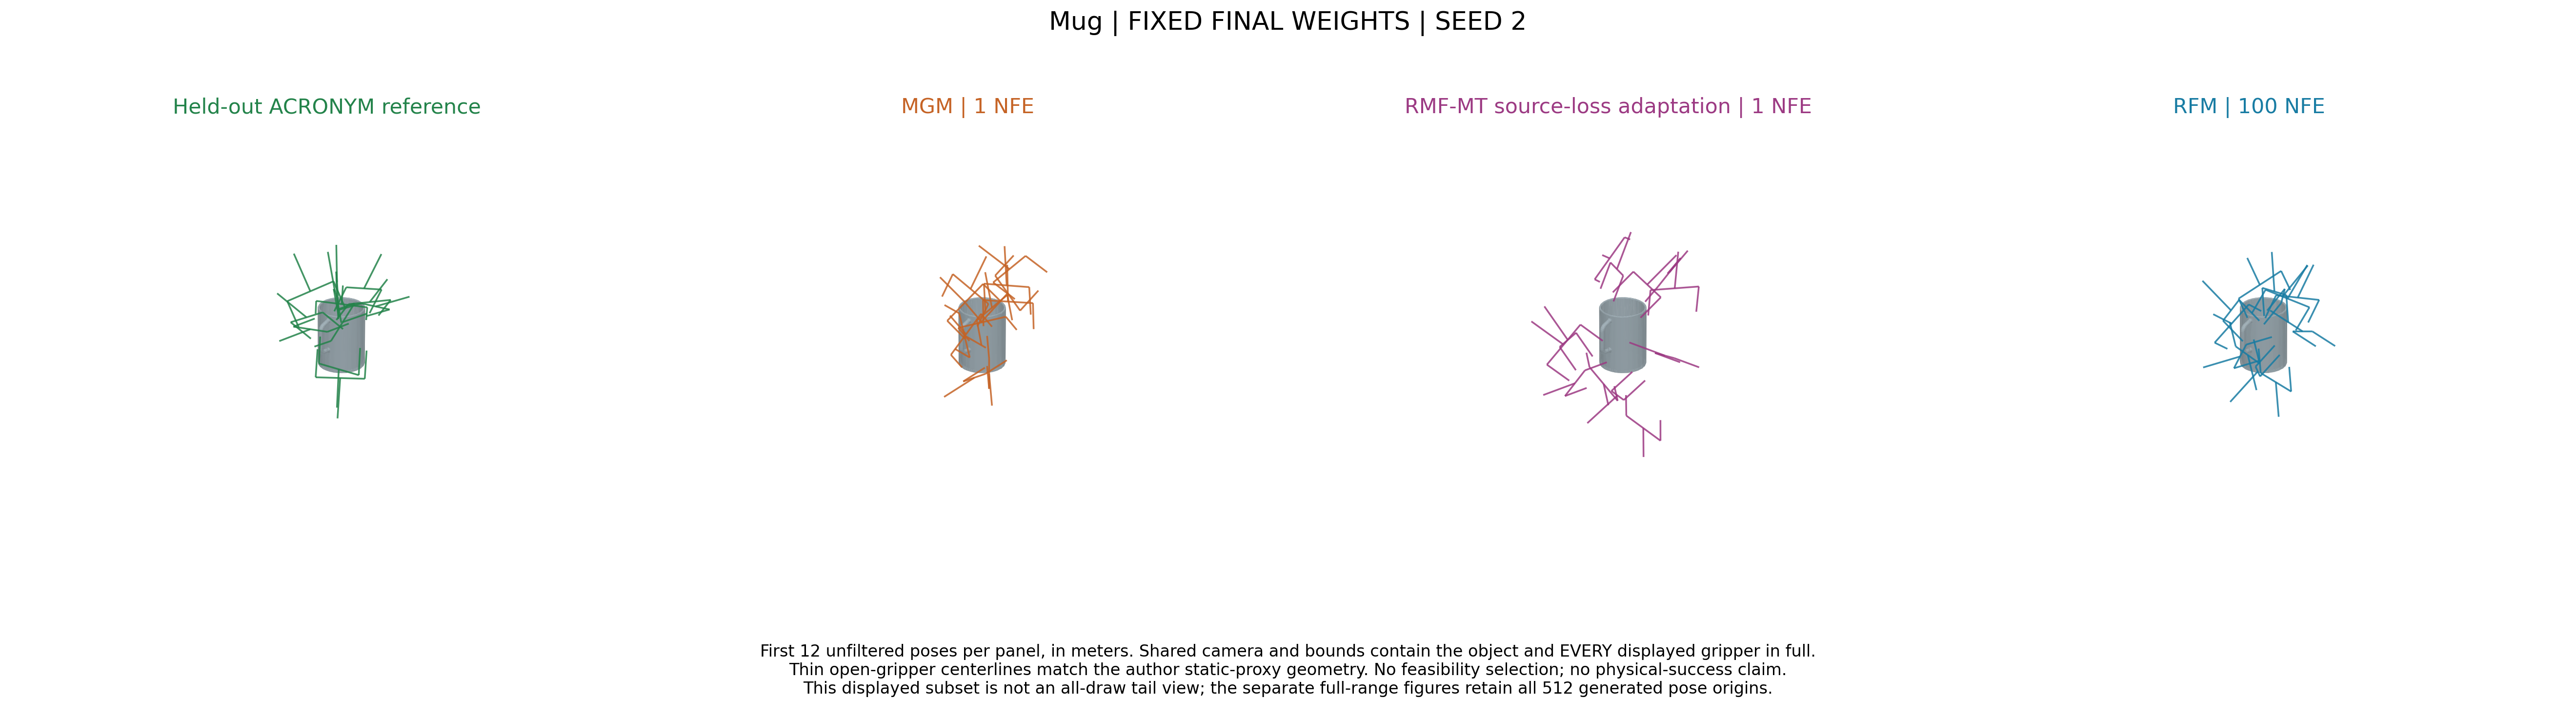 Mug | FIXED FINAL WEIGHTS | SEED 2
Held-out ACRONYM reference
MGM | 1 NFE
RMF-MT source-loss adaptation | 1 NFE
RFM | 100 NFE
First 12 unfiltered poses per panel, in meters. Shared camera and bounds contain the object and EVERY displayed gripper in full.
Thin open-gripper centerlines match the author static-proxy geometry. No feasibility selection; no physical-success claim.
This displayed subset is not an all-draw tail view; the separate full-range figures retain all 512 generated pose origins.